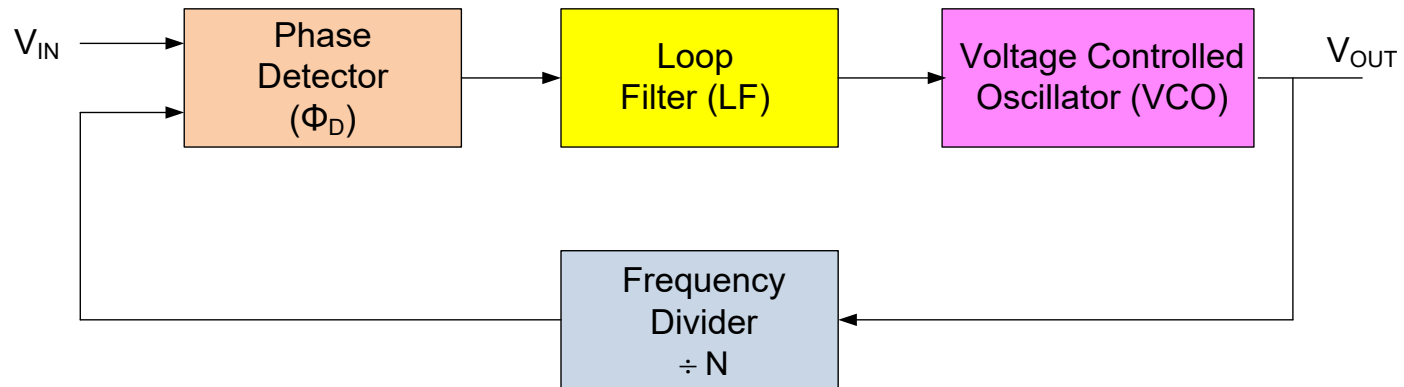 V_IN
Phase
Detector
(Φ_D)
Loop
Filter (LF)
Voltage Controlled
Oscillator (VCO)
V_OUT
Frequency
Divider
÷ N